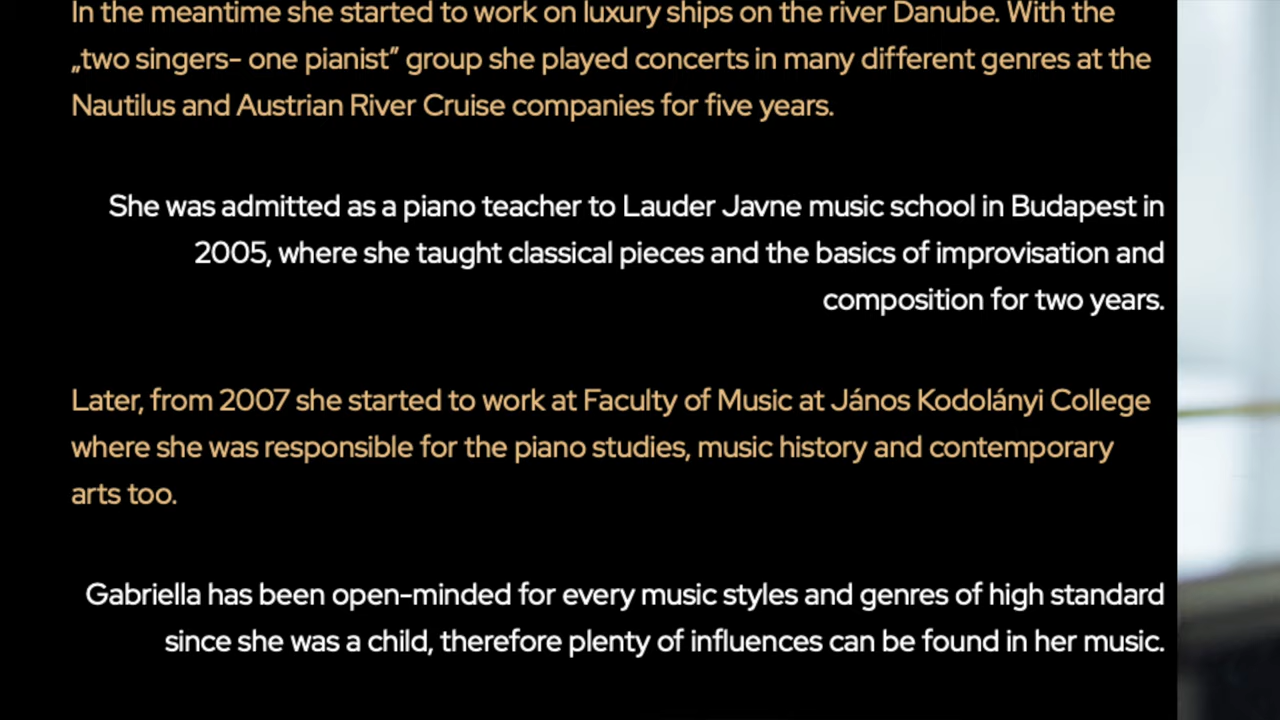 In the meantime she started to work on luxury ships on the river Danube. With the
„two singers- one pianist” group she played concerts in many different genres at the
Nautilus and Austrian River Cruise companies for five years.
She was admitted as a piano teacher to Lauder Javne music school in Budapest in
2005, where she taught classical pieces and the basics of improvisation and
composition for two years.
Later, from 2007 she started to work at Faculty of Music at János Kodolányi College
where she was responsible for the piano studies, music history and contemporary
arts too.
Gabriella has been open-minded for every music styles and genres of high standard
since she was a child, therefore plenty of influences can be found in her music.